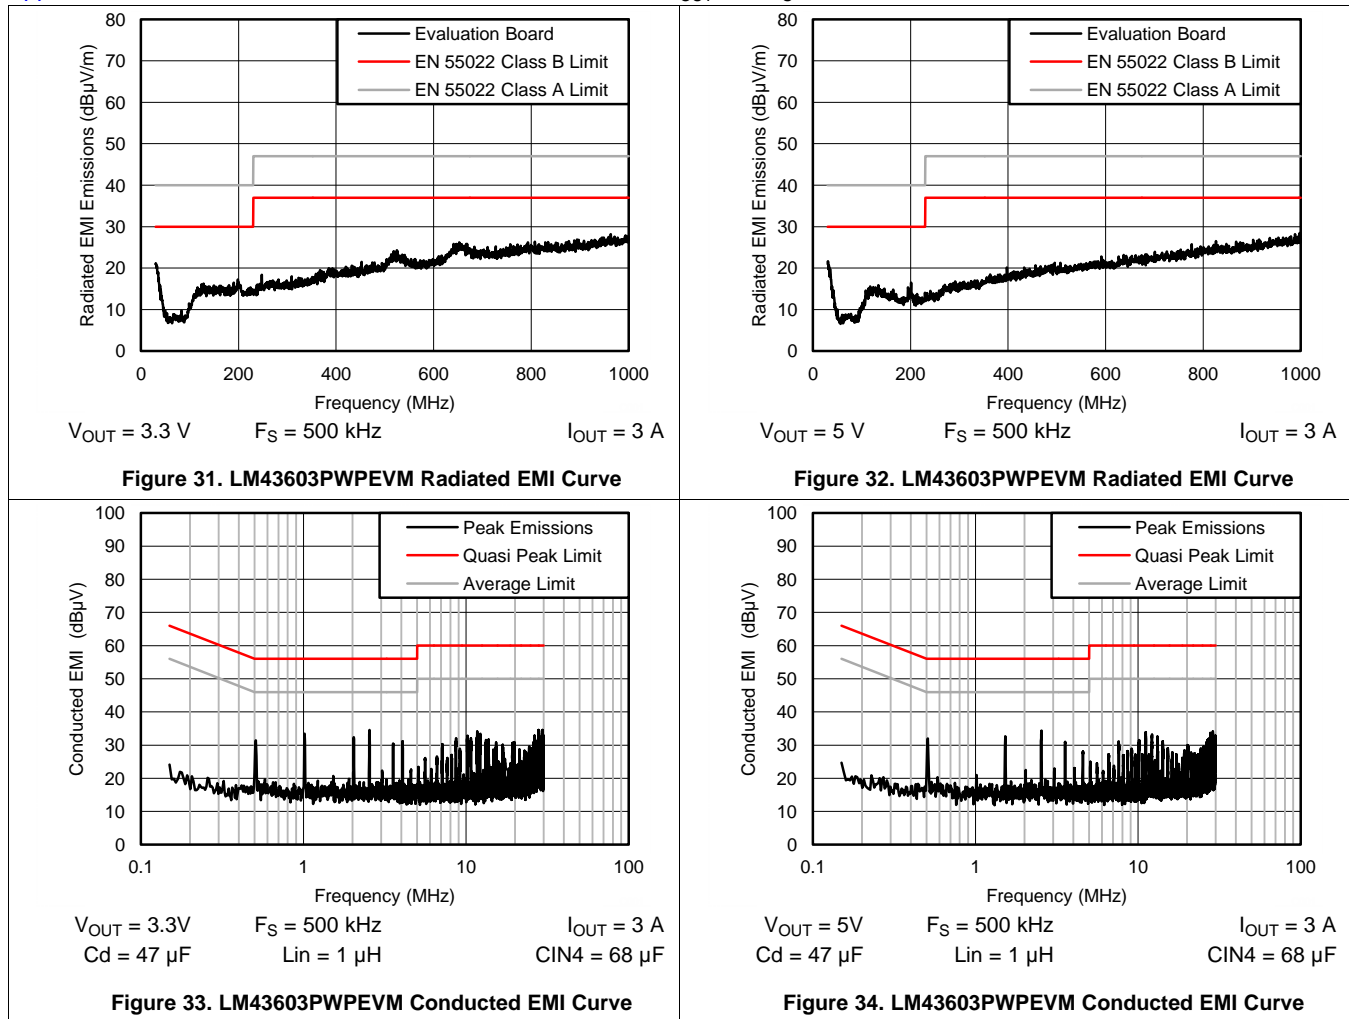 80
70
60
50
40
30
20
10
0
Radiated EMI Emissions (dBµV/m)
Evaluation Board
EN 55022 Class B Limit
EN 55022 Class A Limit
0 200 400 600 800 1000
Frequency (MHz)
VOUT = 3.3 V FS = 500 kHz IOUT = 3 A
Figure 31. LM43603PWPEVM Radiated EMI Curve
80
70
60
50
40
30
20
10
0
Radiated EMI Emissions (dBµV/m)
Evaluation Board
EN 55022 Class B Limit
EN 55022 Class A Limit
0 200 400 600 800 1000
Frequency (MHz)
VOUT = 5 V FS = 500 kHz IOUT = 3 A
Figure 32. LM43603PWPEVM Radiated EMI Curve
100
90
80
70
60
50
40
30
20
10
0
Conducted EMI (dBµV)
Peak Emissions
Quasi Peak Limit
Average Limit
0.1 1 10 100
Frequency (MHz)
VOUT = 3.3V FS = 500 kHz IOUT = 3 A
Cd = 47 µF Lin = 1 µH CIN4 = 68 µF
Figure 33. LM43603PWPEVM Conducted EMI Curve
100
90
80
70
60
50
40
30
20
10
0
Conducted EMI (dBµV)
Peak Emissions
Quasi Peak Limit
Average Limit
0.1 1 10 100
Frequency (MHz)
VOUT = 5V FS = 500 kHz IOUT = 3 A
Cd = 47 µF Lin = 1 µH CIN4 = 68 µF
Figure 34. LM43603PWPEVM Conducted EMI Curve